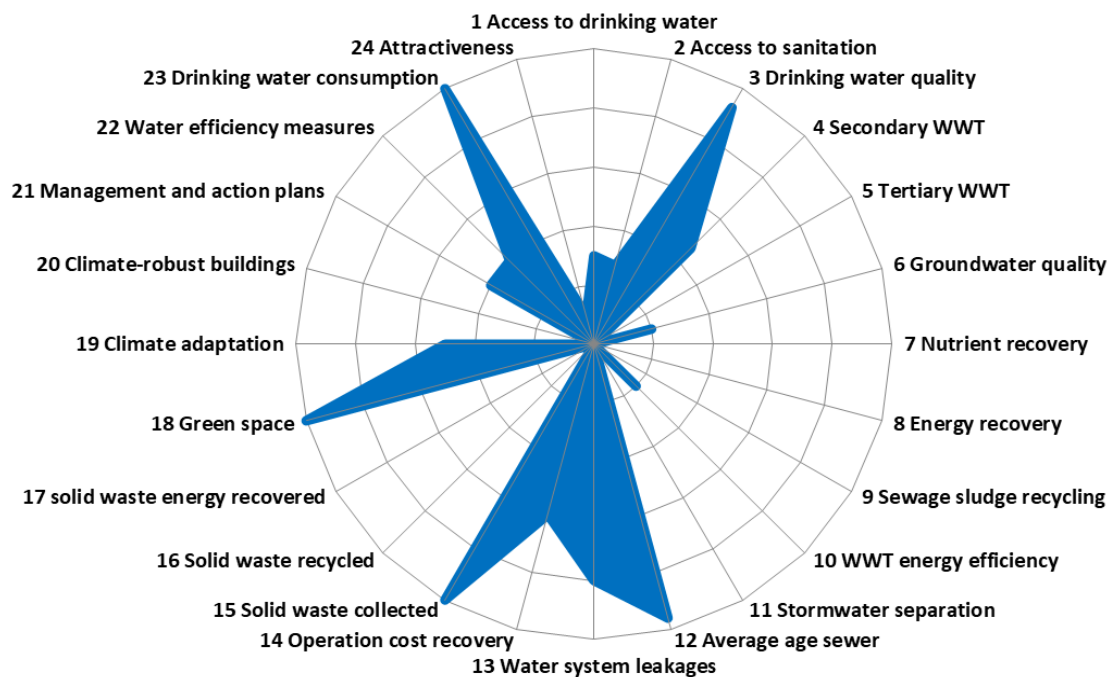 1 Access to drinking water
2 Access to sanitation
3 Drinking water quality
4 Secondary WWT
5 Tertiary WWT
6 Groundwater quality
7 Nutrient recovery
8 Energy recovery
9 Sewage sludge recycling
10 WWT energy efficiency
11 Stormwater separation
12 Average age sewer
13 Water system leakages
14 Operation cost recovery
15 Solid waste collected
16 Solid waste recycled
17 solid waste energy recovered
18 Green space
19 Climate adaptation
20 Climate-robust buildings
21 Management and action plans
22 Water efficiency measures
23 Drinking water consumption
24 Attractiveness